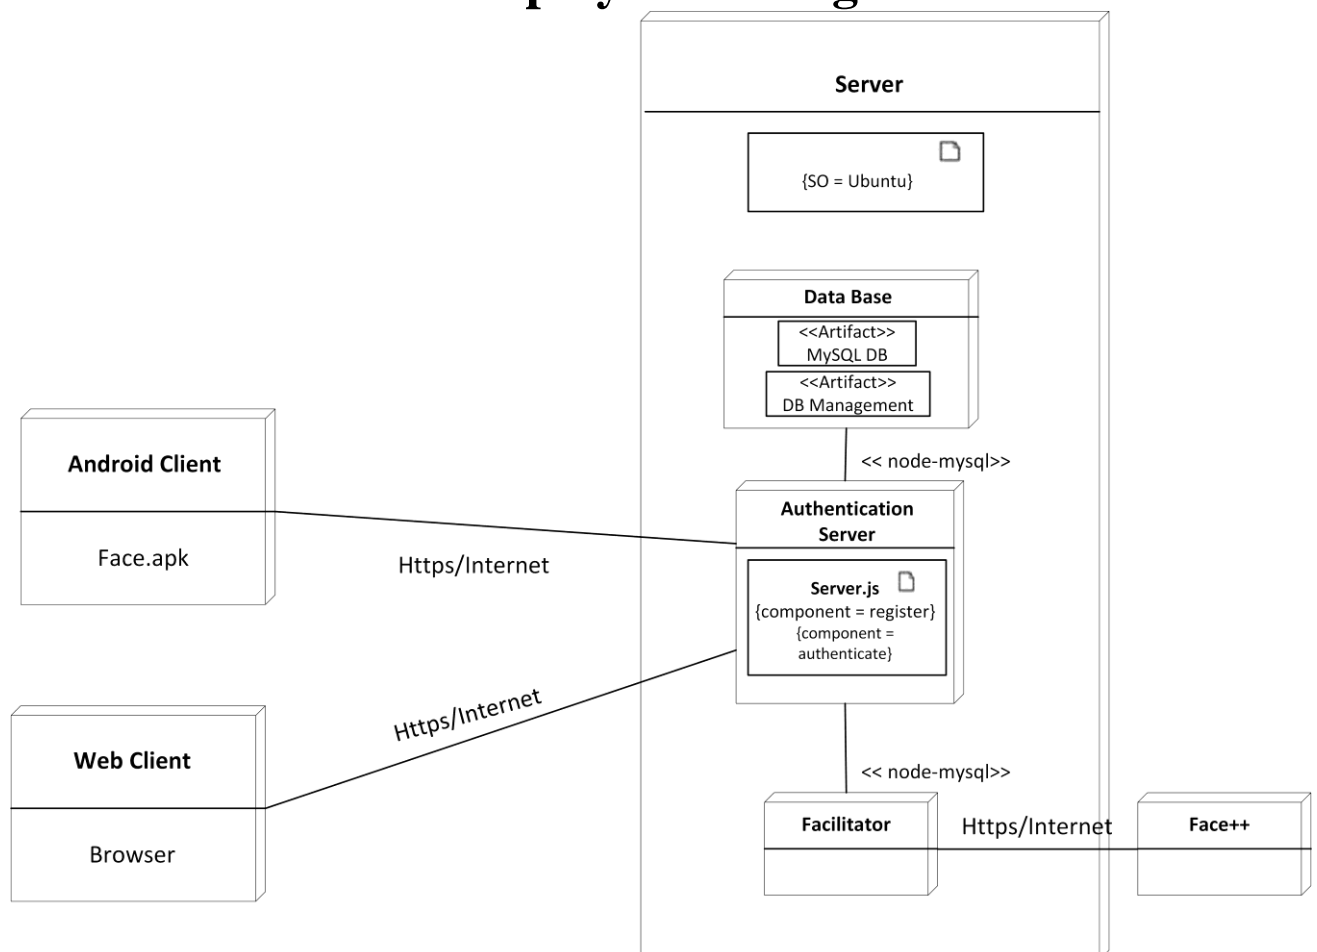 Server
{SO = Ubuntu}
Data Base
<<Artifact>>
MySQL DB
<<Artifact>>
DB Management
<< node-mysql>>
Android Client
Face.apk
Https/Internet
Authentication
Server
Server.js
{component = register}
{component =
authenticate}
Https/Internet
Web Client
Browser
<< node-mysql>>
Facilitator
Https/Internet
Face++